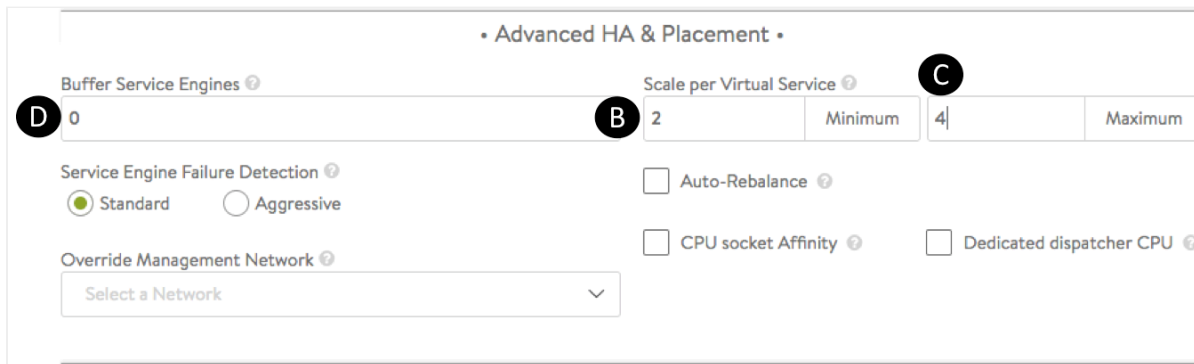 • Advanced HA & Placement •
Buffer Service Engines ?
Scale per Virtual Service ?
C
D
0
B
2
Minimum
4
Maximum
Service Engine Failure Detection ?
Auto-Rebalance ?
Standard
Aggressive
CPU socket Affinity ?
Dedicated dispatcher CPU ?
Override Management Network ?
Select a Network